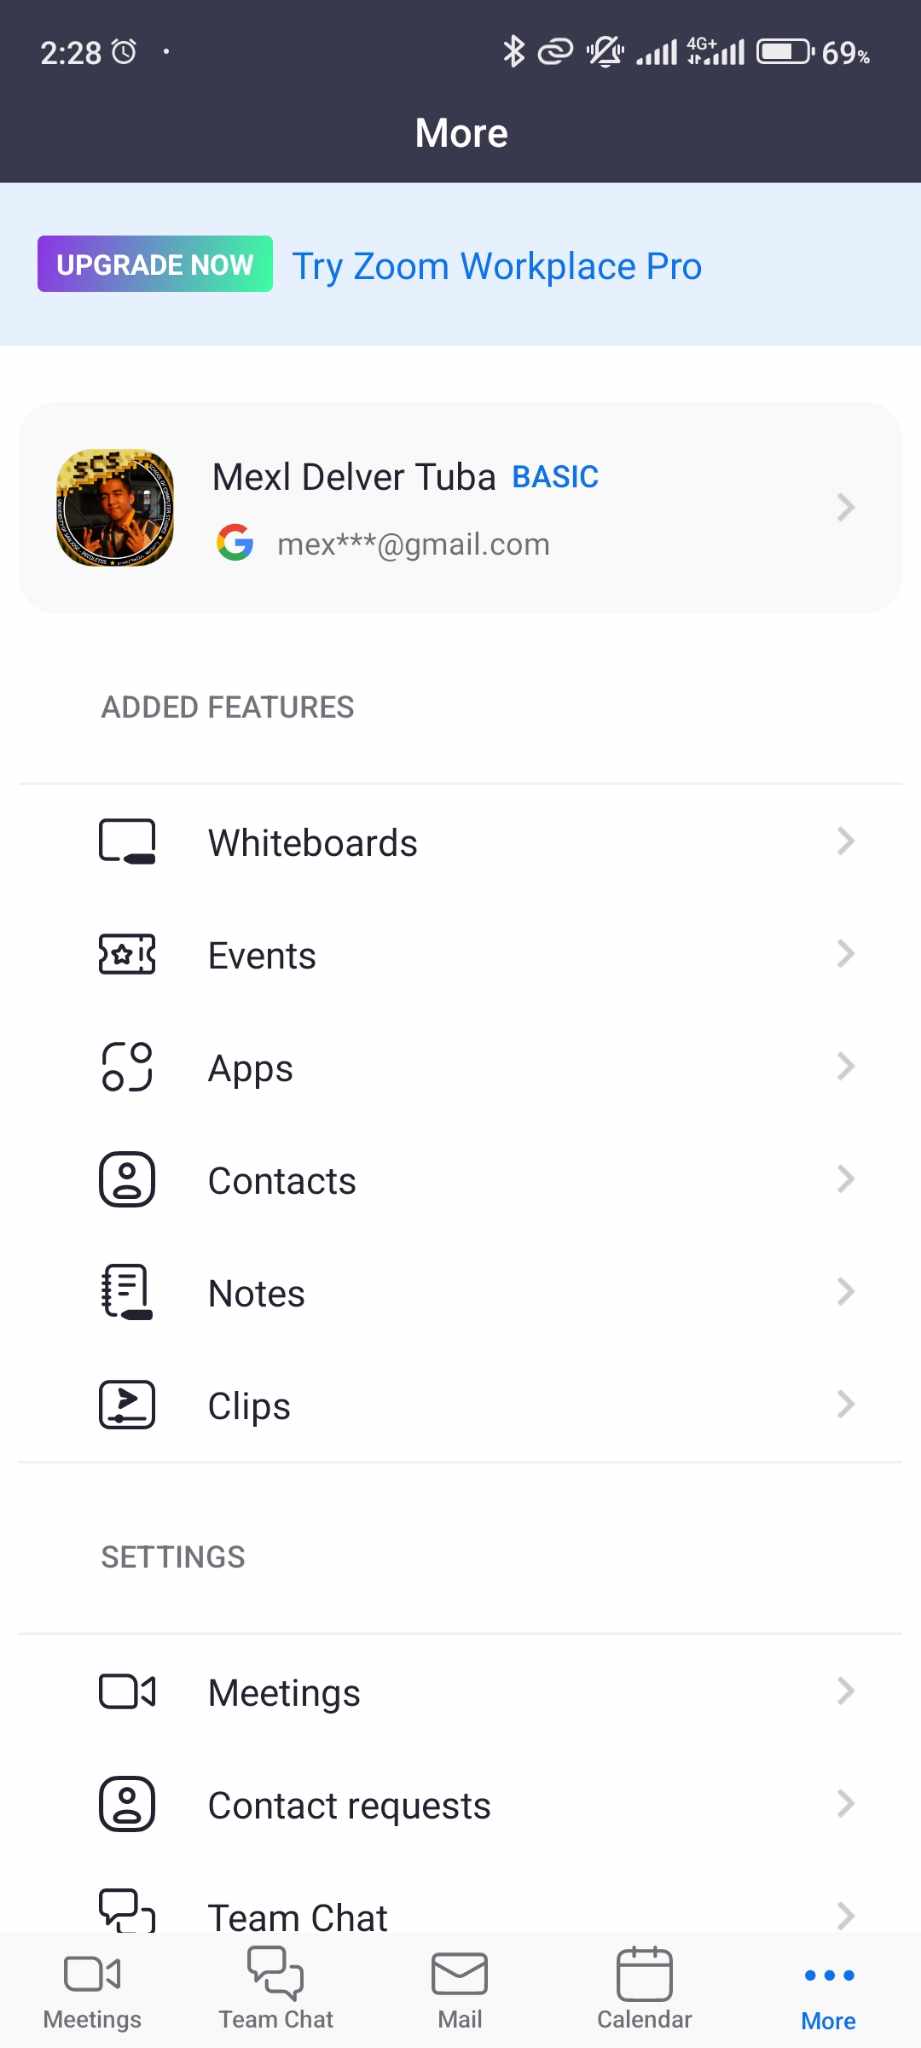 2:28
4G+
69%
More
UPGRADE NOW Try Zoom Workplace Pro
SCS
Mexl Delver Tuba BASIC
mex***@gmail.com
ADDED FEATURES
Whiteboards
Events
Apps
Contacts
Notes
Clips
SETTINGS
Meetings
Contact requests
Team Chat
Meetings
Team Chat
Mail
Calendar
More